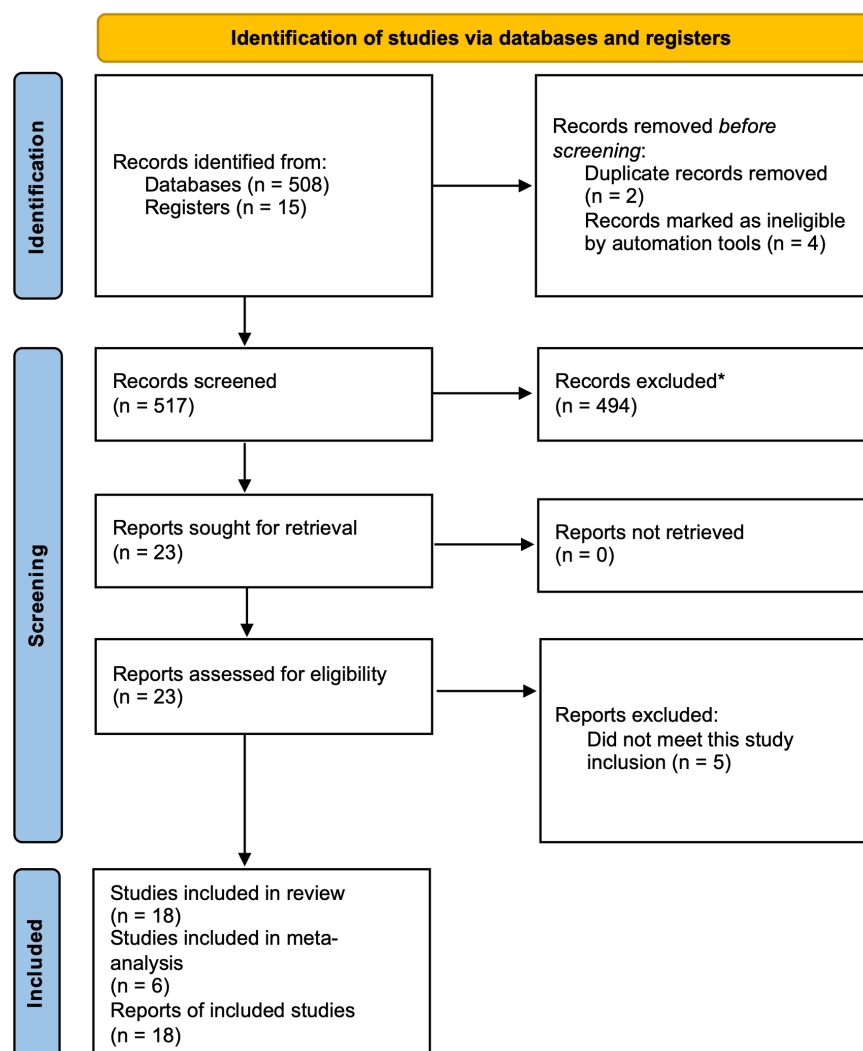 Identification of studies via databases and registers
Identification
Records identified from:
Databases (n = 508)
Registers (n = 15)
Records removed before
screening:
Duplicate records removed
(n = 2)
Records marked as ineligible
by automation tools (n = 4)
Screening
Records screened
(n = 517)
Records excluded*
(n = 494)
Reports sought for retrieval
(n = 23)
Reports not retrieved
(n = 0)
Reports assessed for eligibility
(n = 23)
Reports excluded:
Did not meet this study
inclusion (n = 5)
Included
Studies included in review
(n = 18)
Studies included in meta-
analysis
(n = 6)
Reports of included studies
(n = 18)